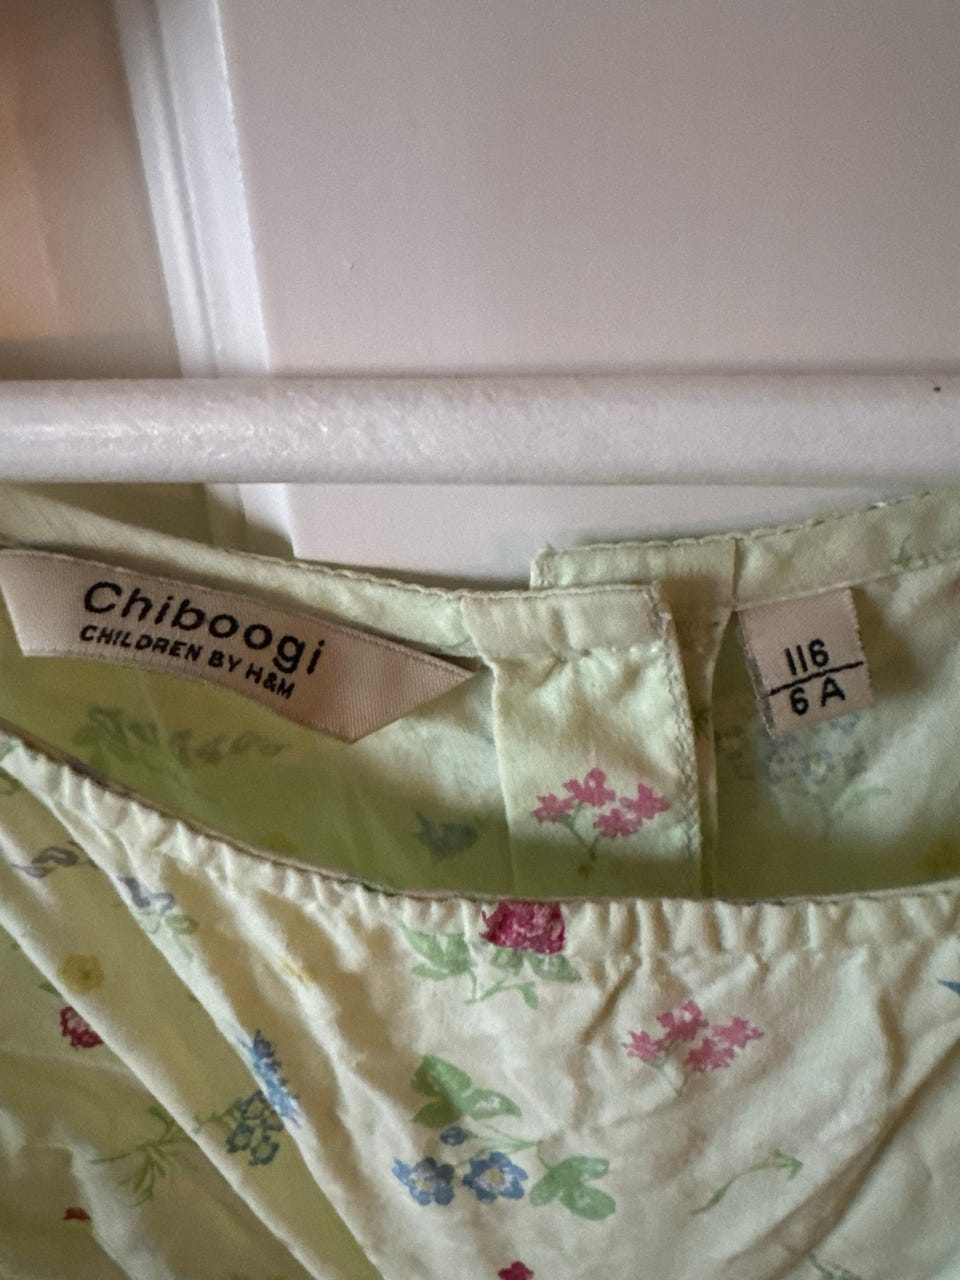 Chiboogi
CHILDREN BY H&M
116
6 A